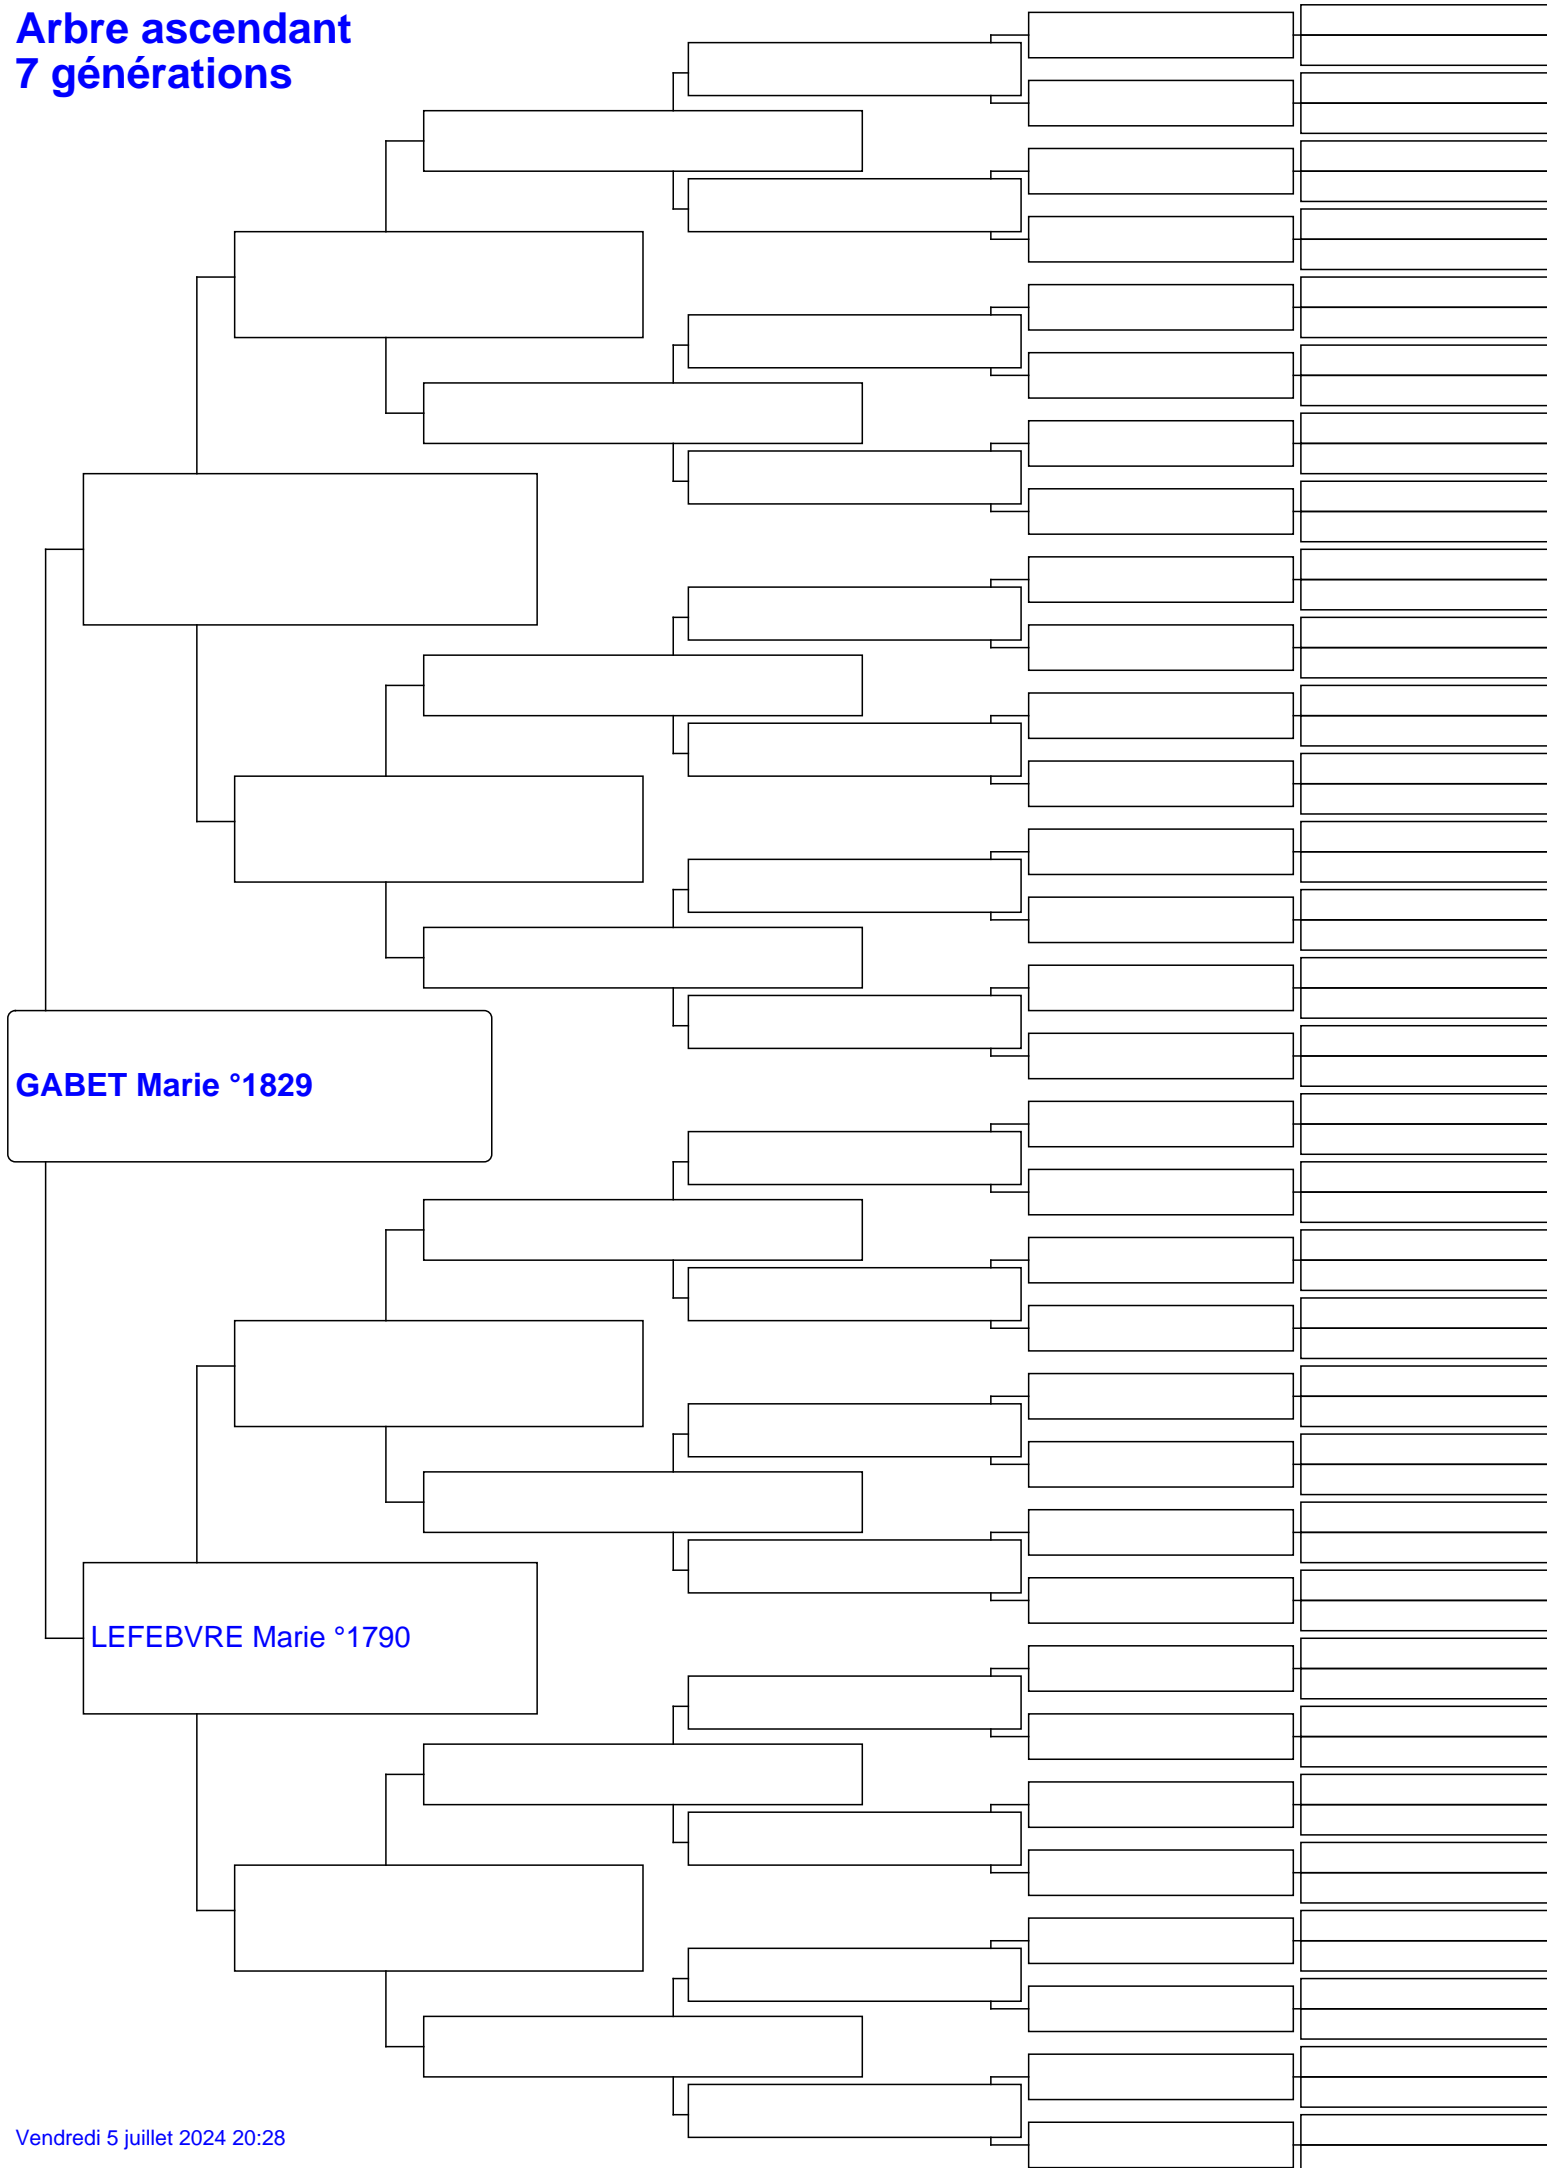 Arbre ascendant
7 générations
GABET Marie °1829
LEFEBVRE Marie °1790
Vendredi 5 juillet 2024 20:28